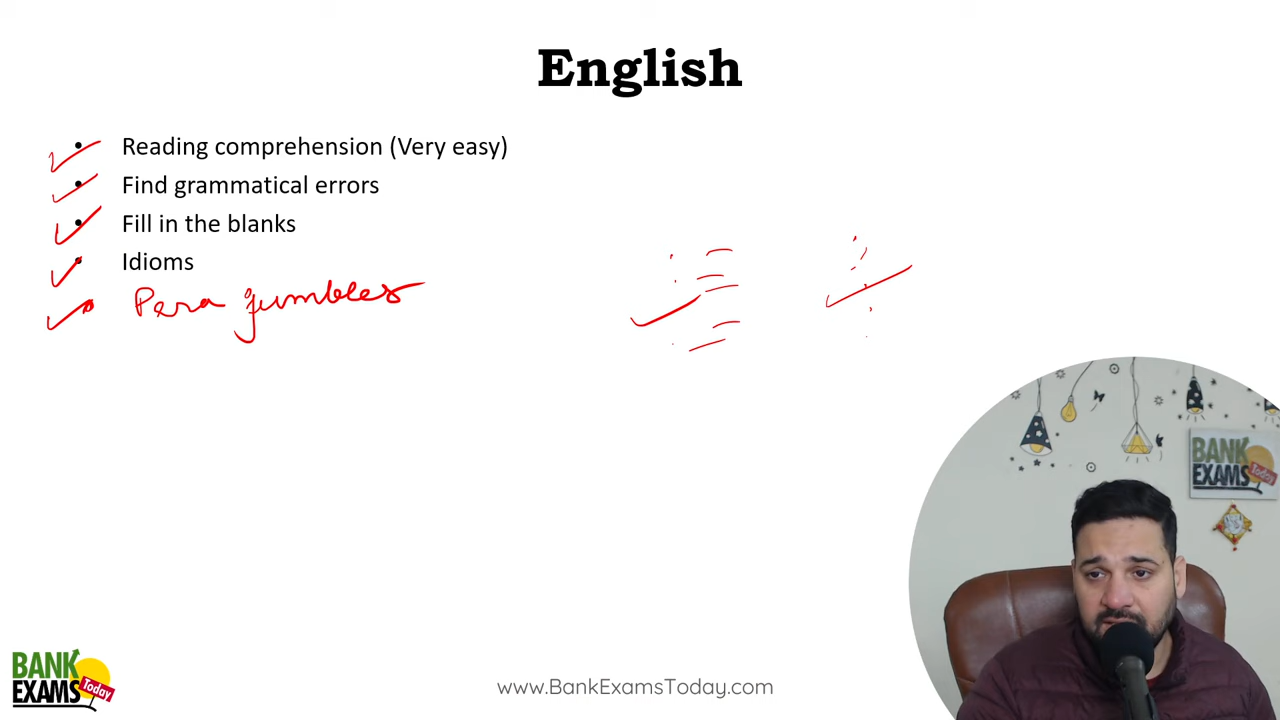 English
• Reading comprehension (Very easy)
• Find grammatical errors
• Fill in the blanks
• Idioms
• Para jumbles
BANK
EXAMS
Today
BANK
EXAMS
Today
www.BankExamsToday.com